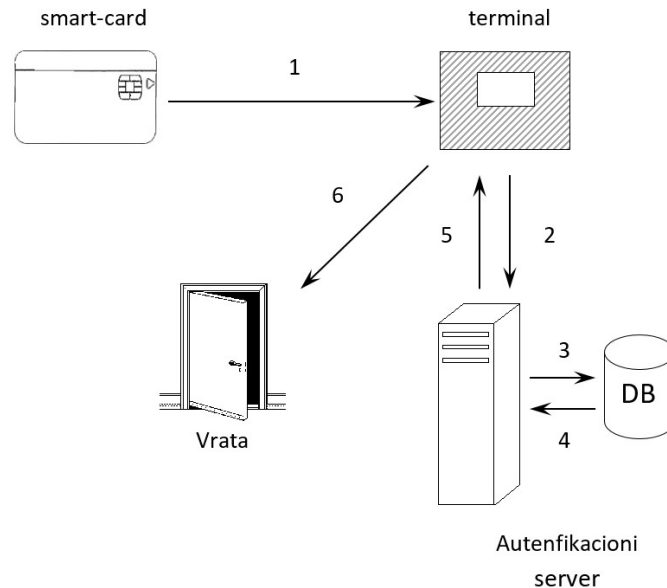 smart-card
terminal
1
6
5
2
3
DB
4
Vrata
Autenfikacioni
server